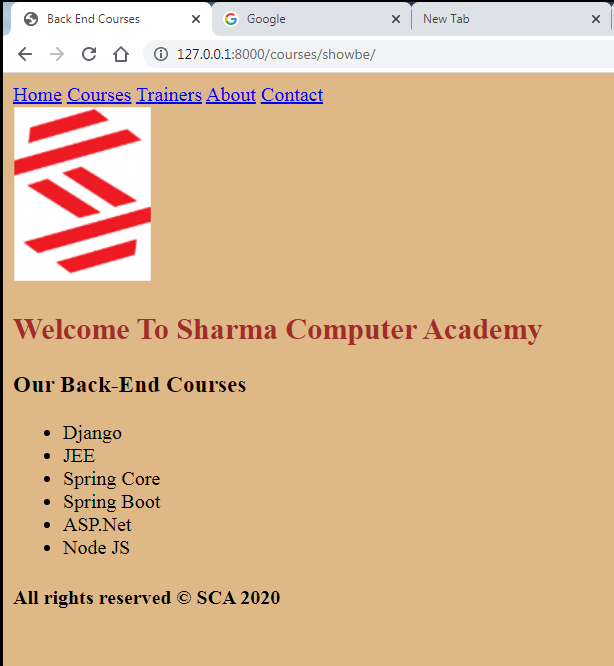 Back End Courses
Google
New Tab
127.0.0.1:8000/courses/showbe/
Home Courses Trainers About Contact
Welcome To Sharma Computer Academy
Our Back-End Courses
Django
JEE
Spring Core
Spring Boot
ASP.Net
Node JS
All rights reserved © SCA 2020